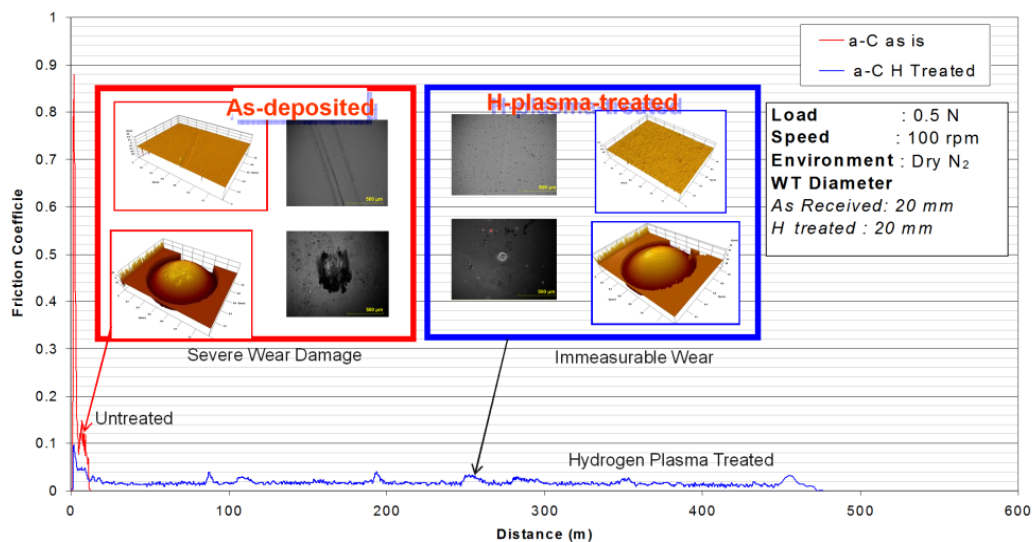 1
0.9
0.8
0.7
0.6
0.5
0.4
0.3
0.2
0.1
0
Friction Coefficie
a-C as is
a-C H Treated
As-deposited
H-plasma-treated
500 µm
500 µm
500 µm
500 µm
Load : 0.5 N
Speed : 100 rpm
Environment : Dry N₂
WT Diameter
As Received: 20 mm
H treated : 20 mm
Severe Wear Damage
Immeasurable Wear
Untreated
Hydrogen Plasma Treated
0 100 200 300 400 500 600
Distance (m)